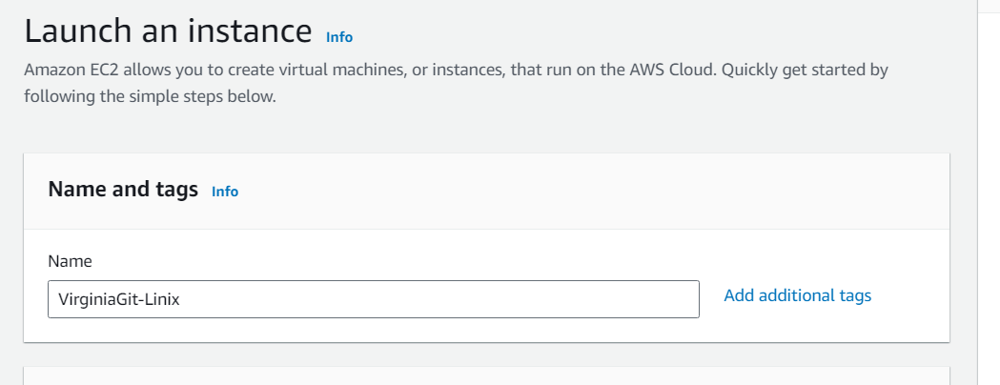 Launch an instance Info
Amazon EC2 allows you to create virtual machines, or instances, that run on the AWS Cloud. Quickly get started by
following the simple steps below.
Name and tags Info
Name
VirginiaGit-Linix
Add additional tags